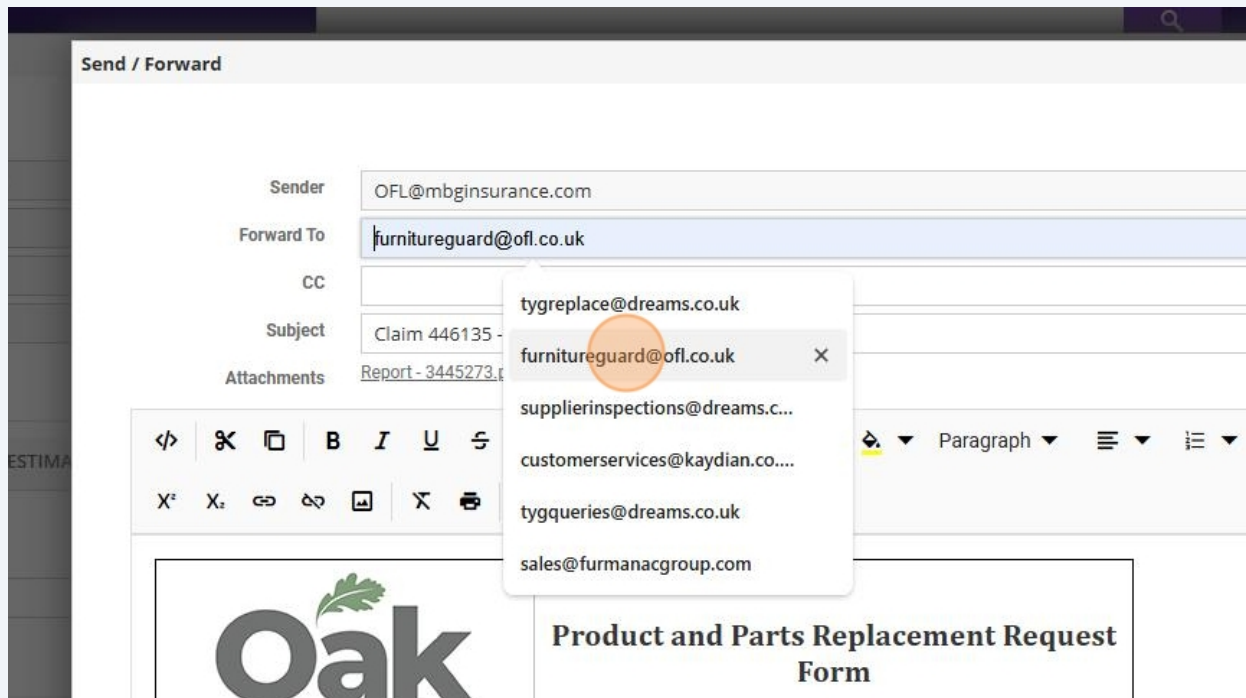 Send / Forward
Sender OFL@mbginsurance.com
Forward To furnitureguard@ofl.co.uk
CC
tygreplace@dreams.co.uk
Subject Claim 446135 -
furnitureguard@ofl.co.uk
Attachments Report - 3445273.p
supplierinspections@dreams.c...
B I U S Paragraph
ESTIMA
customerservices@kaydian.co....
X² X₂
tygqueries@dreams.co.uk
sales@furmanacgroup.com
Oak
Product and Parts Replacement Request
Form